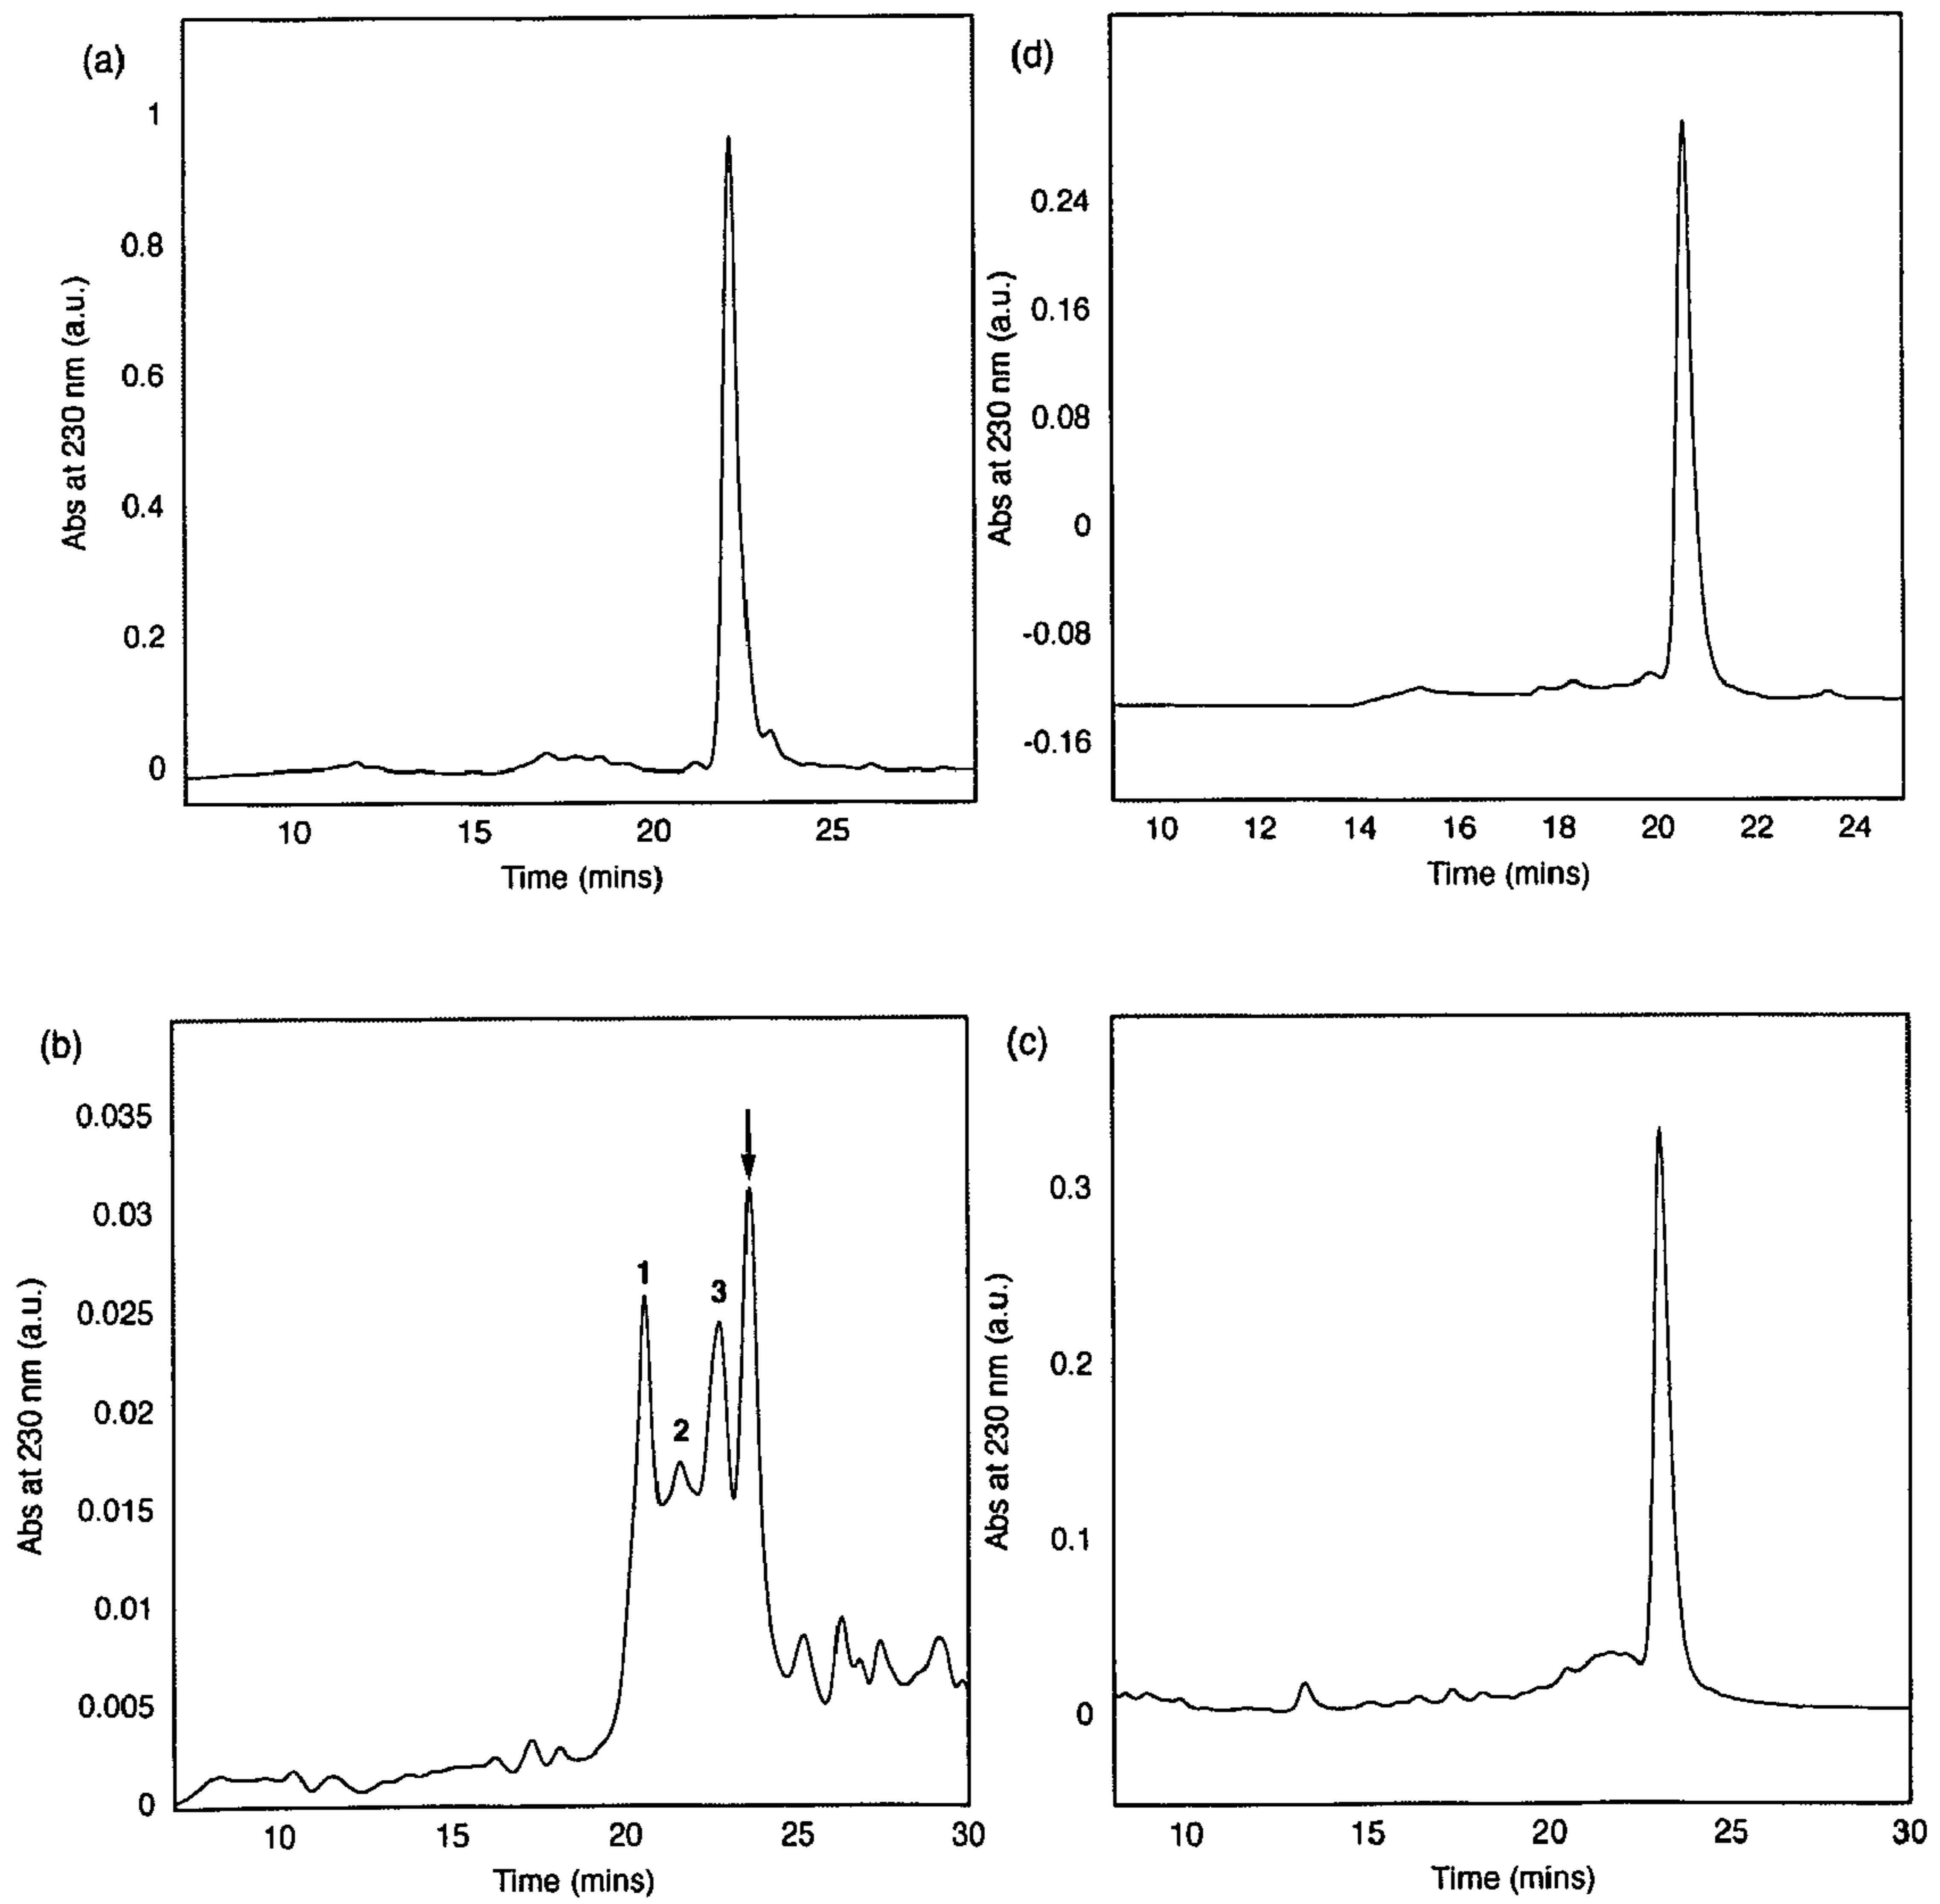 (a)
1
0.8
0.6
0.4
0.2
0
Abs at 230 nm (a.u.)
10 15 20 25
Time (mins)
(d)
0.24
0.16
0.08
0
-0.08
-0.16
Abs at 230 nm (a.u.)
10 12 14 16 18 20 22 24
Time (mins)
(b)
0.035
0.03
0.025
0.02
0.015
0.01
0.005
0
Abs at 230 nm (a.u.)
1
2
3
10 15 20 25 30
Time (mins)
(c)
0.3
0.2
0.1
0
Abs at 230 nm (a.u.)
10 15 20 25 30
Time (mins)